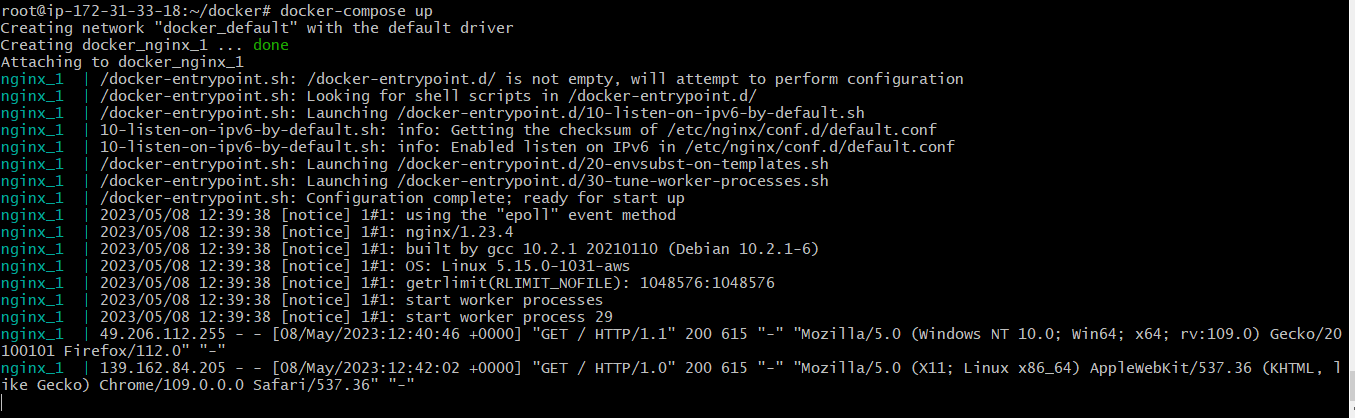 root@ip-172-31-33-18:~/docker# docker-compose up
Creating network "docker_default" with the default driver
Creating docker_nginx_1 ... done
Attaching to docker_nginx_1
nginx_1  | /docker-entrypoint.sh: /docker-entrypoint.d/ is not empty, will attempt to perform configuration
nginx_1  | /docker-entrypoint.sh: Looking for shell scripts in /docker-entrypoint.d/
nginx_1  | /docker-entrypoint.sh: Launching /docker-entrypoint.d/10-listen-on-ipv6-by-default.sh
nginx_1  | 10-listen-on-ipv6-by-default.sh: info: Getting the checksum of /etc/nginx/conf.d/default.conf
nginx_1  | 10-listen-on-ipv6-by-default.sh: info: Enabled listen on IPv6 in /etc/nginx/conf.d/default.conf
nginx_1  | /docker-entrypoint.sh: Launching /docker-entrypoint.d/20-envsubst-on-templates.sh
nginx_1  | /docker-entrypoint.sh: Launching /docker-entrypoint.d/30-tune-worker-processes.sh
nginx_1  | /docker-entrypoint.sh: Configuration complete; ready for start up
nginx_1  | 2023/05/08 12:39:38 [notice] 1#1: using the "epoll" event method
nginx_1  | 2023/05/08 12:39:38 [notice] 1#1: nginx/1.23.4
nginx_1  | 2023/05/08 12:39:38 [notice] 1#1: built by gcc 10.2.1 20210110 (Debian 10.2.1-6)
nginx_1  | 2023/05/08 12:39:38 [notice] 1#1: OS: Linux 5.15.0-1031-aws
nginx_1  | 2023/05/08 12:39:38 [notice] 1#1: getrlimit(RLIMIT_NOFILE): 1048576:1048576
nginx_1  | 2023/05/08 12:39:38 [notice] 1#1: start worker processes
nginx_1  | 2023/05/08 12:39:38 [notice] 1#1: start worker process 29
nginx_1  | 49.206.112.255 - - [08/May/2023:12:40:46 +0000] "GET / HTTP/1.1" 200 615 "-" "Mozilla/5.0 (Windows NT 10.0; Win64; x64; rv:109.0) Gecko/20
100101 Firefox/112.0" "-"
nginx_1  | 139.162.84.205 - - [08/May/2023:12:42:02 +0000] "GET / HTTP/1.0" 200 615 "-" "Mozilla/5.0 (X11; Linux x86_64) AppleWebKit/537.36 (KHTML, l
ike Gecko) Chrome/109.0.0.0 Safari/537.36" "-"